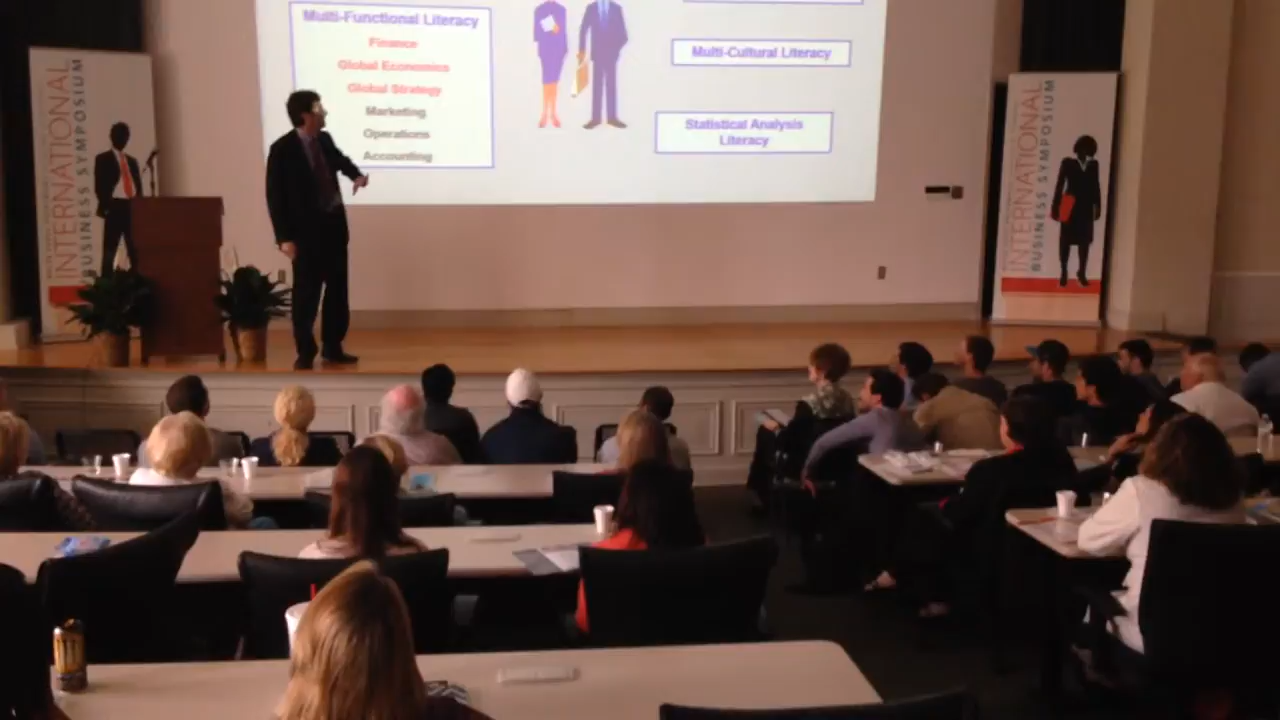 Multi-Functional Literacy
Finance
Global Economics
Global Strategy
Marketing
Operations
Accounting
Multi-Cultural Literacy
Statistical Analysis
Literacy
INTERNATIONAL
BUSINESS SYMPOSIUM
INTERNATIONAL
BUSINESS SYMPOSIUM